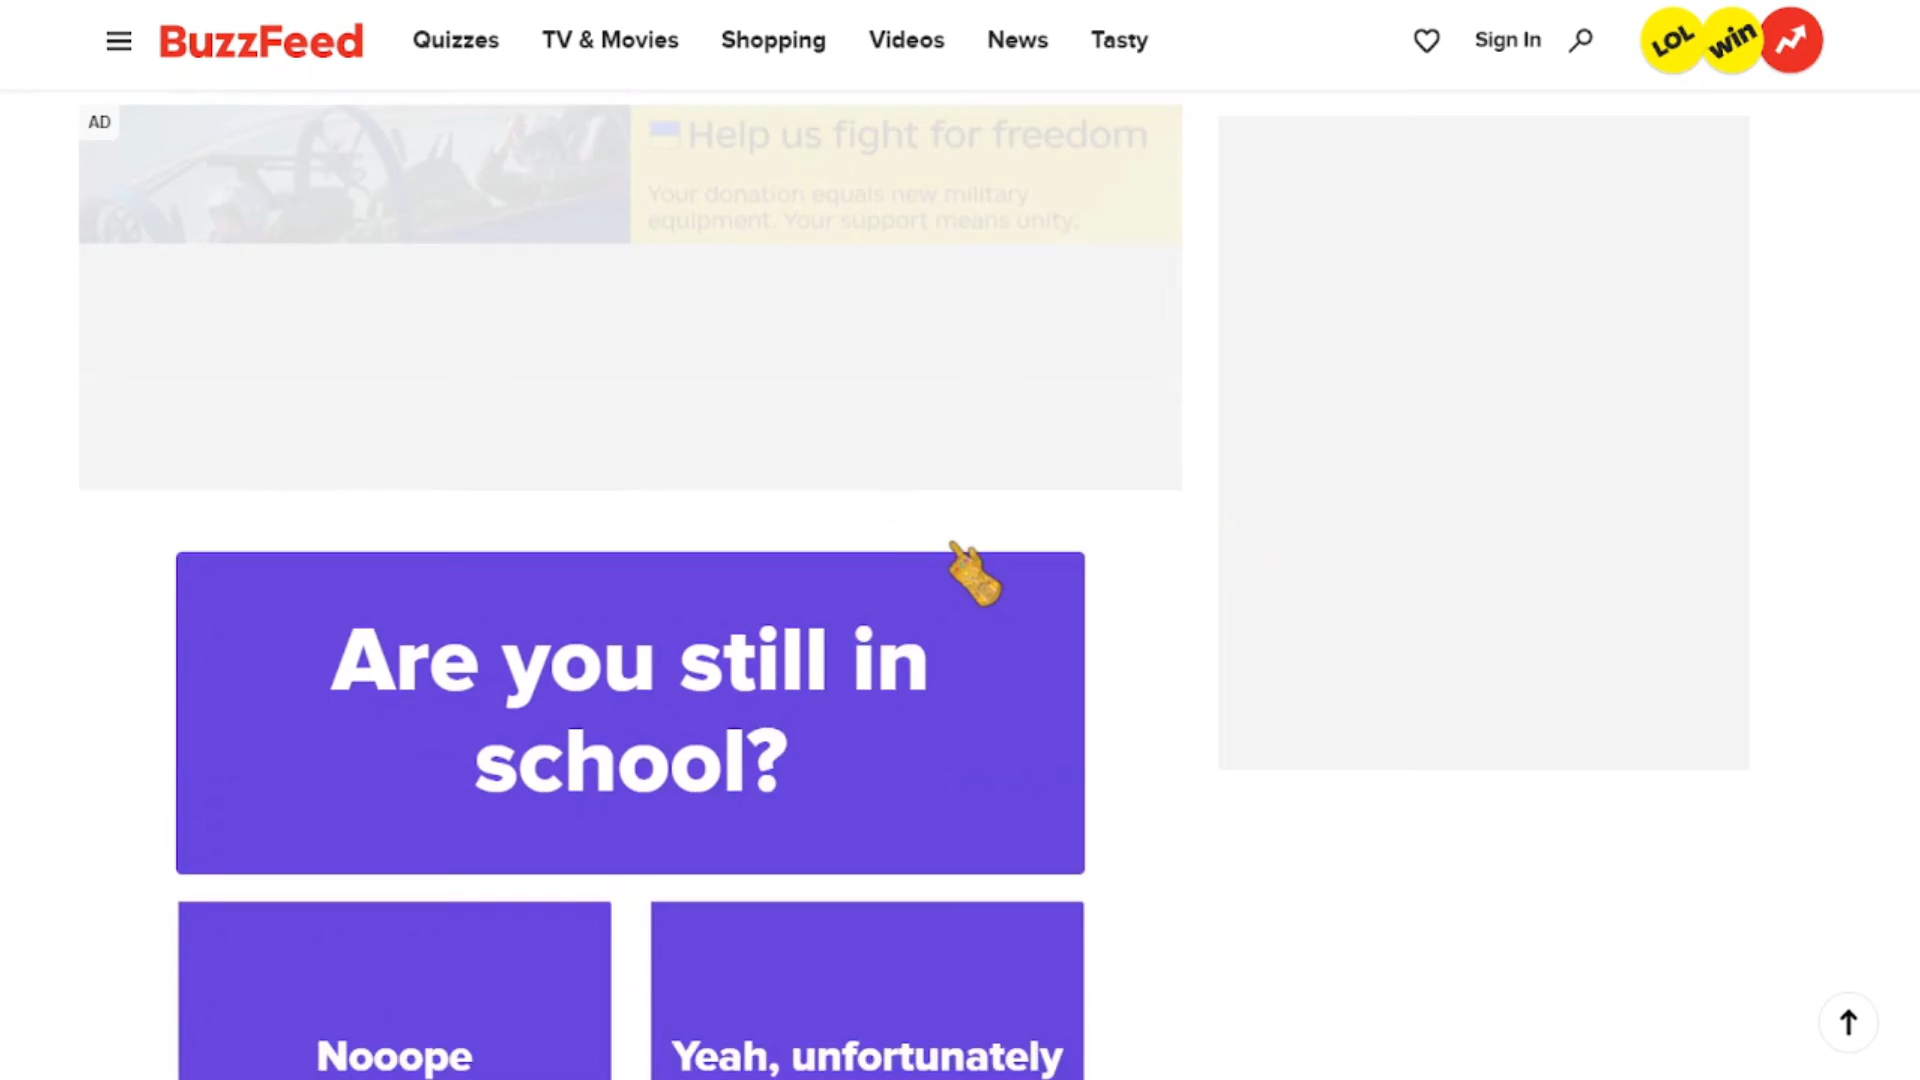 BuzzFeed Quizzes TV & Movies Shopping Videos News Tasty Sign In LOL win
AD
Help us fight for freedom
Your donation equals new military
equipment. Your support means unity.
Are you still in
school?
Nooope
Yeah, unfortunately